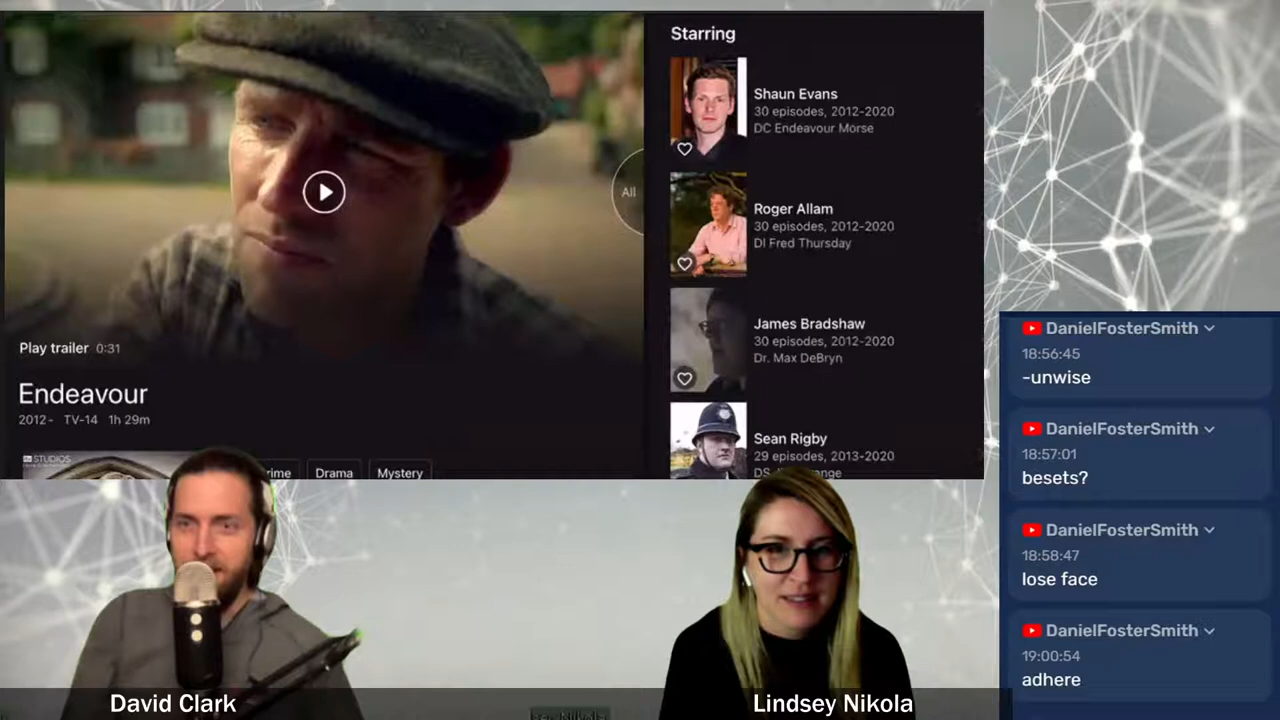 Starring
Shaun Evans
30 episodes, 2012-2020
DC Endeavour Morse
All
Roger Allam
30 episodes, 2012-2020
DI Fred Thursday
James Bradshaw
30 episodes, 2012-2020
Dr. Max DeBryn
Sean Rigby
29 episodes, 2013-2020
Play trailer 0:31
Endeavour
2012- TV-14 1h 29m
STUDIOS
Drama
Mystery
DanielFosterSmith
18:56:45
-unwise
DanielFosterSmith
18:57:01
besets?
DanielFosterSmith
18:58:47
lose face
DanielFosterSmith
19:00:54
adhere
David Clark
Lindsey Nikola